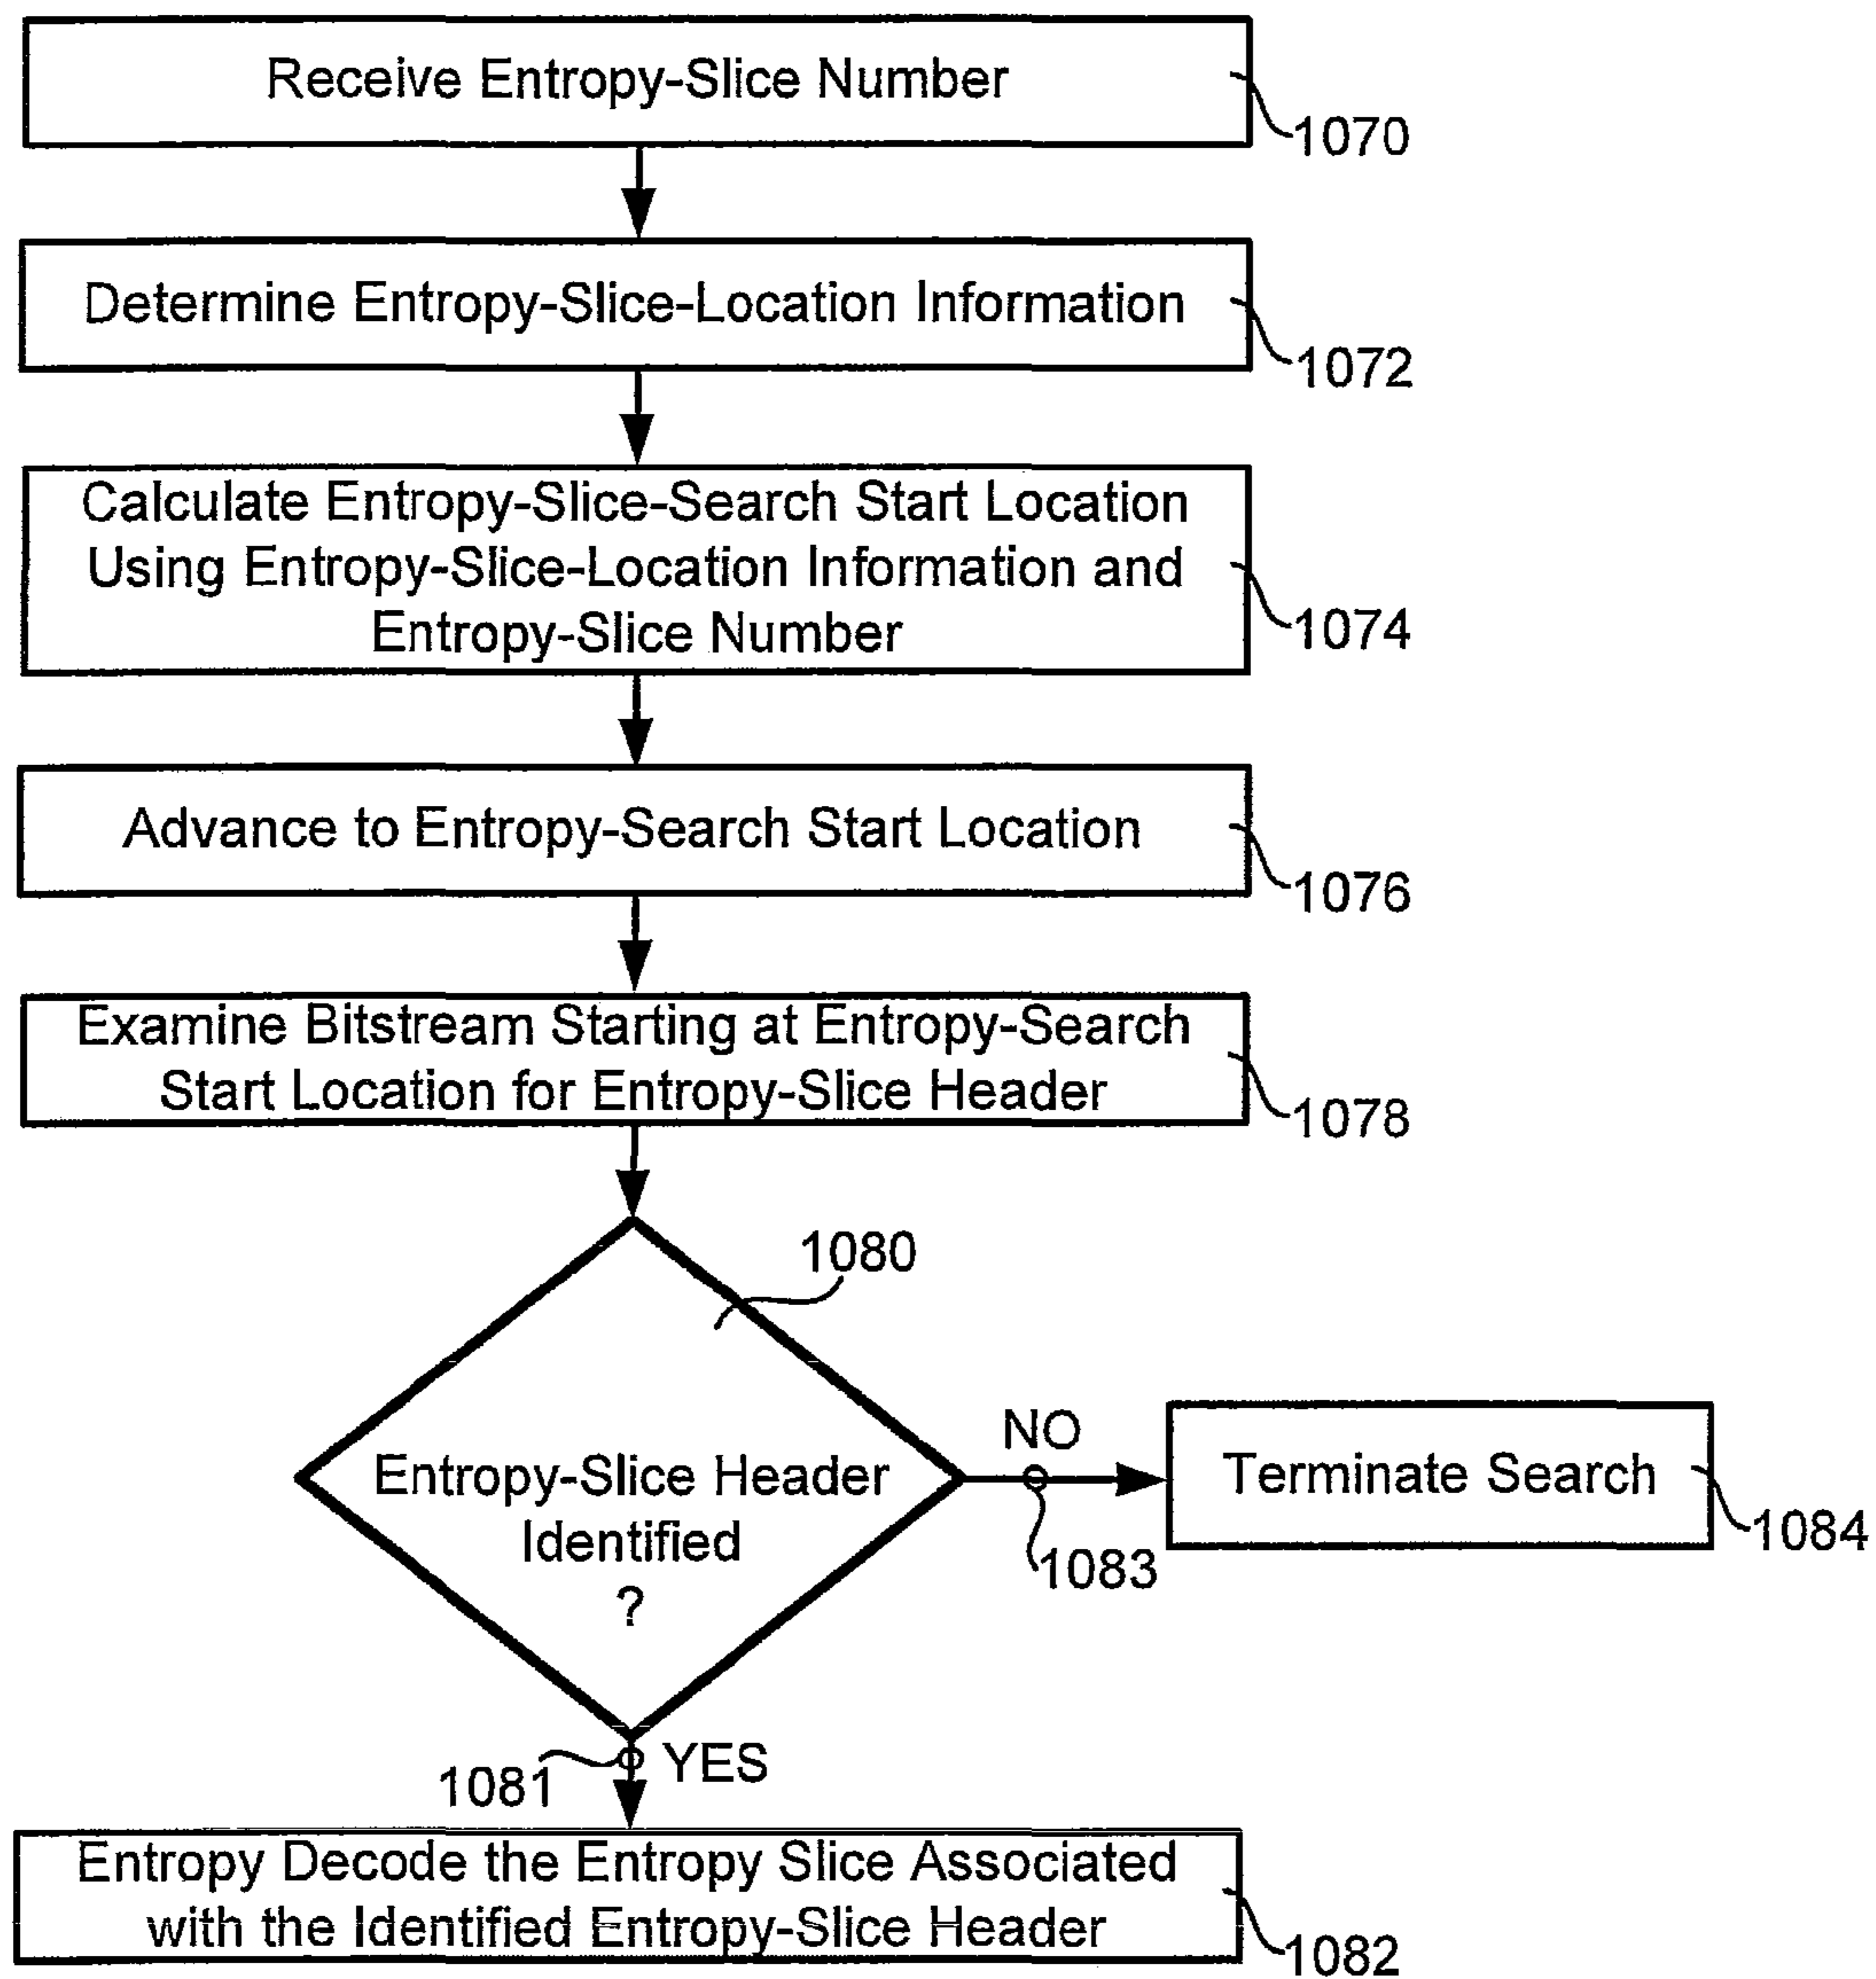 Receive Entropy-Slice Number
1070
Determine Entropy-Slice-Location Information
1072
Calculate Entropy-Slice-Search Start Location
Using Entropy-Slice-Location Information and
Entropy-Slice Number
1074
Advance to Entropy-Search Start Location
1076
Examine Bitstream Starting at Entropy-Search
Start Location for Entropy-Slice Header
1078
1080
Entropy-Slice Header
Identified
?
NO
1083
Terminate Search
1084
1081
YES
Entropy Decode the Entropy Slice Associated
with the Identified Entropy-Slice Header
1082